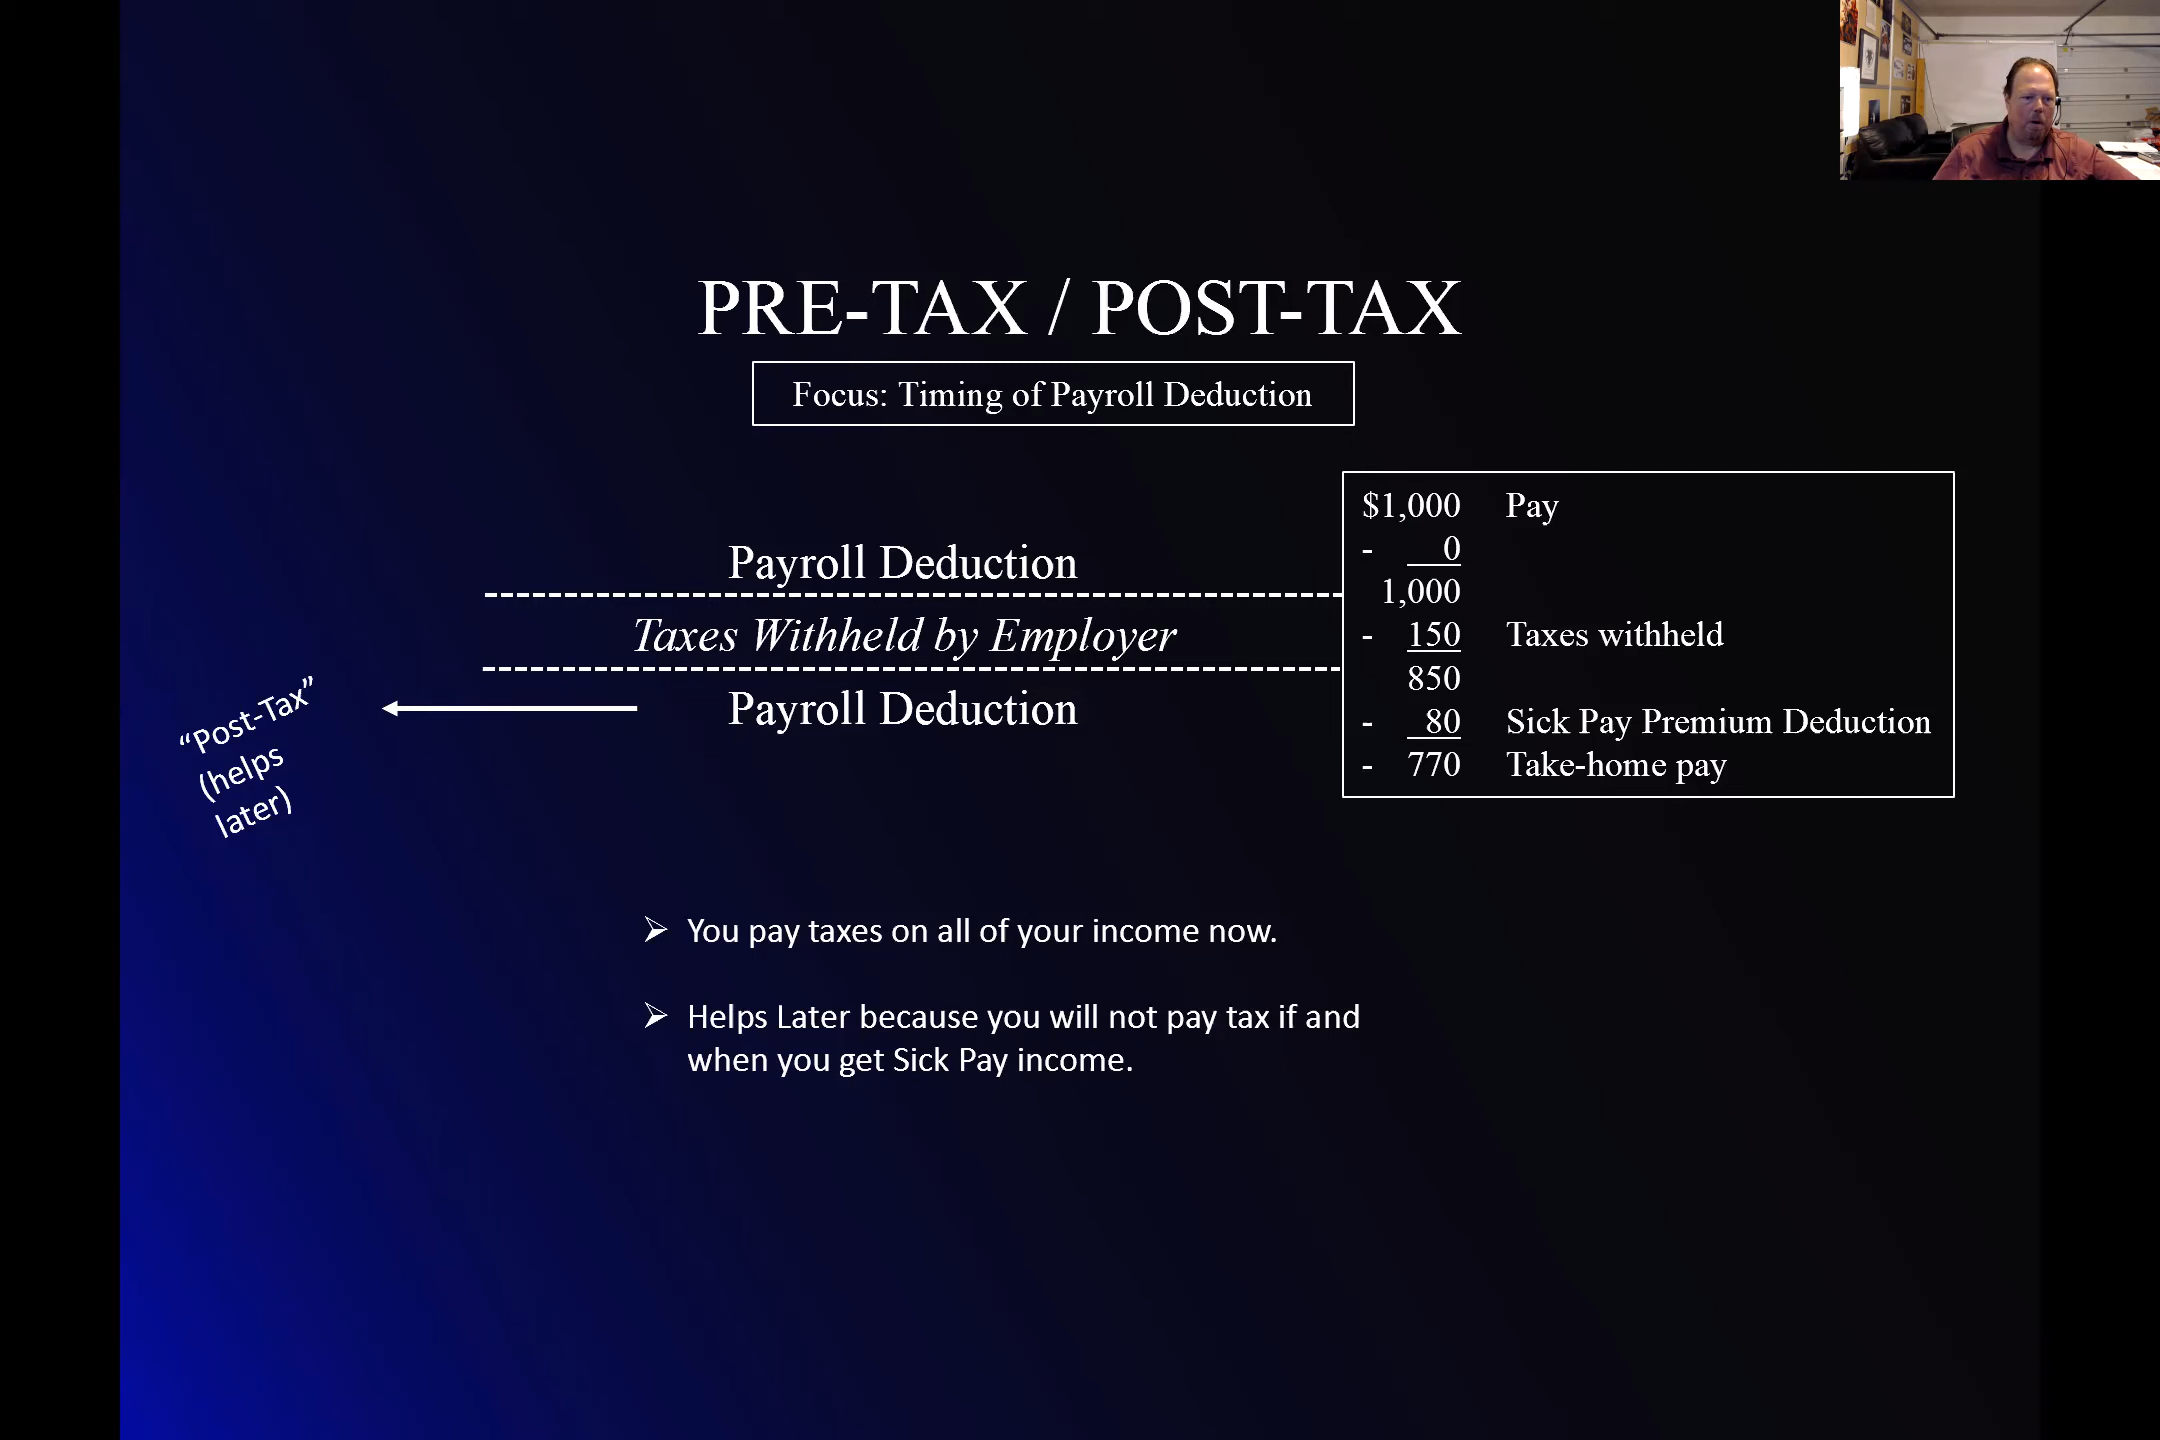 PRE-TAX / POST-TAX
Focus: Timing of Payroll Deduction
Payroll Deduction
Taxes Withheld by Employer
Payroll Deduction
“Post-Tax”
(helps
later)
$1,000 Pay
- 0
1,000
- 150 Taxes withheld
850
- 80 Sick Pay Premium Deduction
- 770 Take-home pay
You pay taxes on all of your income now.
Helps Later because you will not pay tax if and
when you get Sick Pay income.